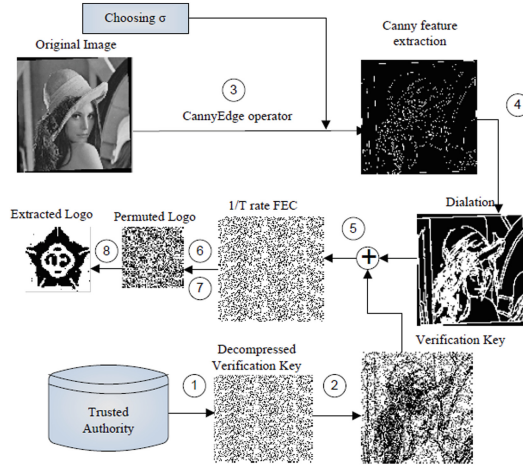 Choosing σ
Original Image
Canny feature
extraction
3
CannyEdge operator
4
Dialation
1/T rate FEC
5
Extracted Logo
Permuted Logo
8
6
7
Verification Key
Decompressed
Verification Key
1
2
Trusted
Authority